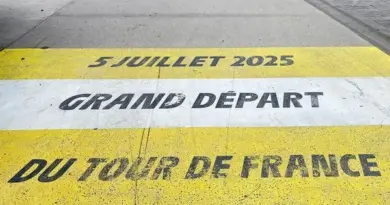 5 JUILLET 2025
GRAND DÉPART
DU TOUR DE FRANCE